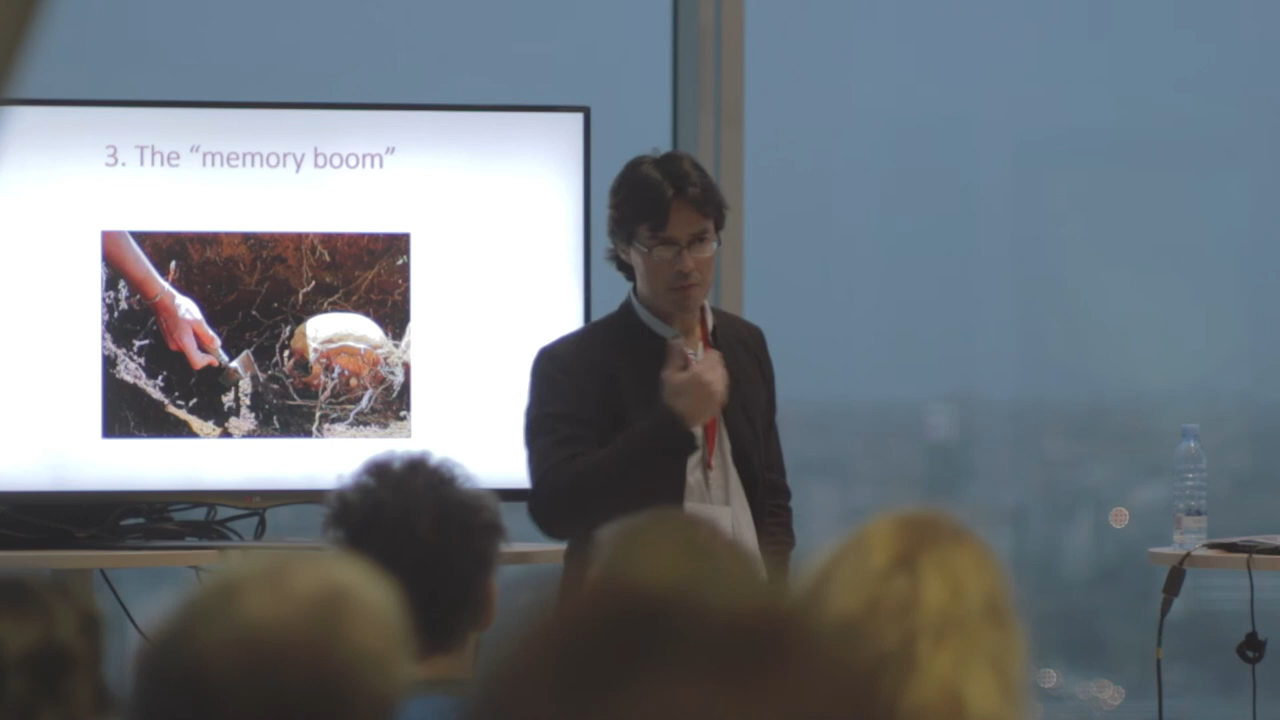 3. The “memory boom”